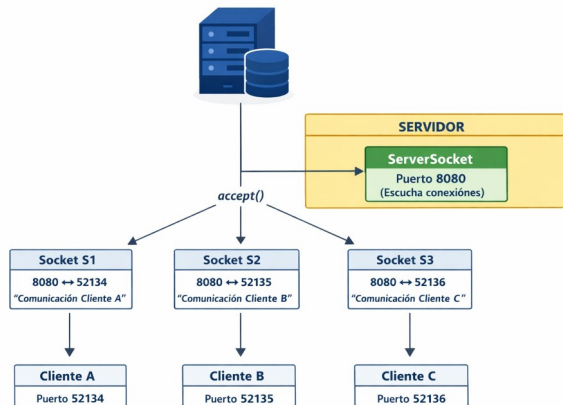 SERVIDOR
ServerSocket
Puerto 8080
(Escucha conexiónes)
accept()
Socket S1
8080 ↔ 52134
"Comunicación Cliente A"
Socket S2
8080 ↔ 52135
"Comunicación Cliente B"
Socket S3
8080 ↔ 52136
"Comunicación Cliente C"
Cliente A
Puerto 52134
Cliente B
Puerto 52135
Cliente C
Puerto 52136